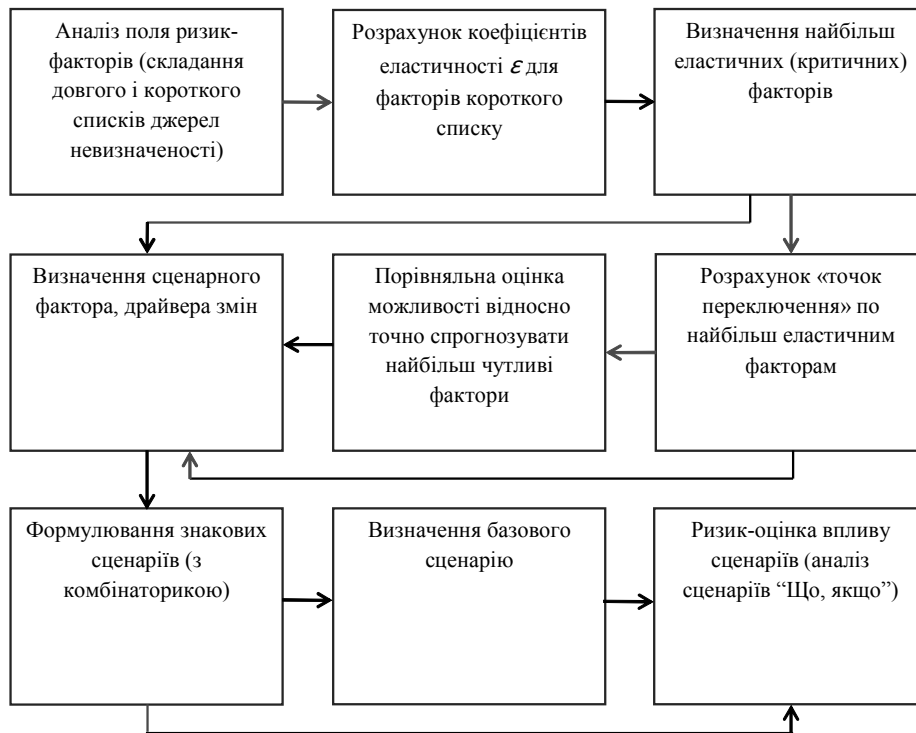 Аналіз поля ризик-
факторів (складання
довгого і короткого
списків джерел
невизначеності)
Розрахунок коефіцієнтів
еластичності ε для
факторів короткого
списку
Визначення найбільш
еластичних (критичних)
факторів
Визначення сценарного
фактора, драйвера змін
Порівняльна оцінка
можливості відносно
точно спрогнозувати
найбільш чутливі
фактори
Розрахунок «точок
переключення» по
найбільш еластичним
факторам
Формулювання знакових
сценаріїв (з
комбінаторикою)
Визначення базового
сценарію
Ризик-оцінка впливу
сценаріїв (аналіз
сценаріїв “Що, якщо”)